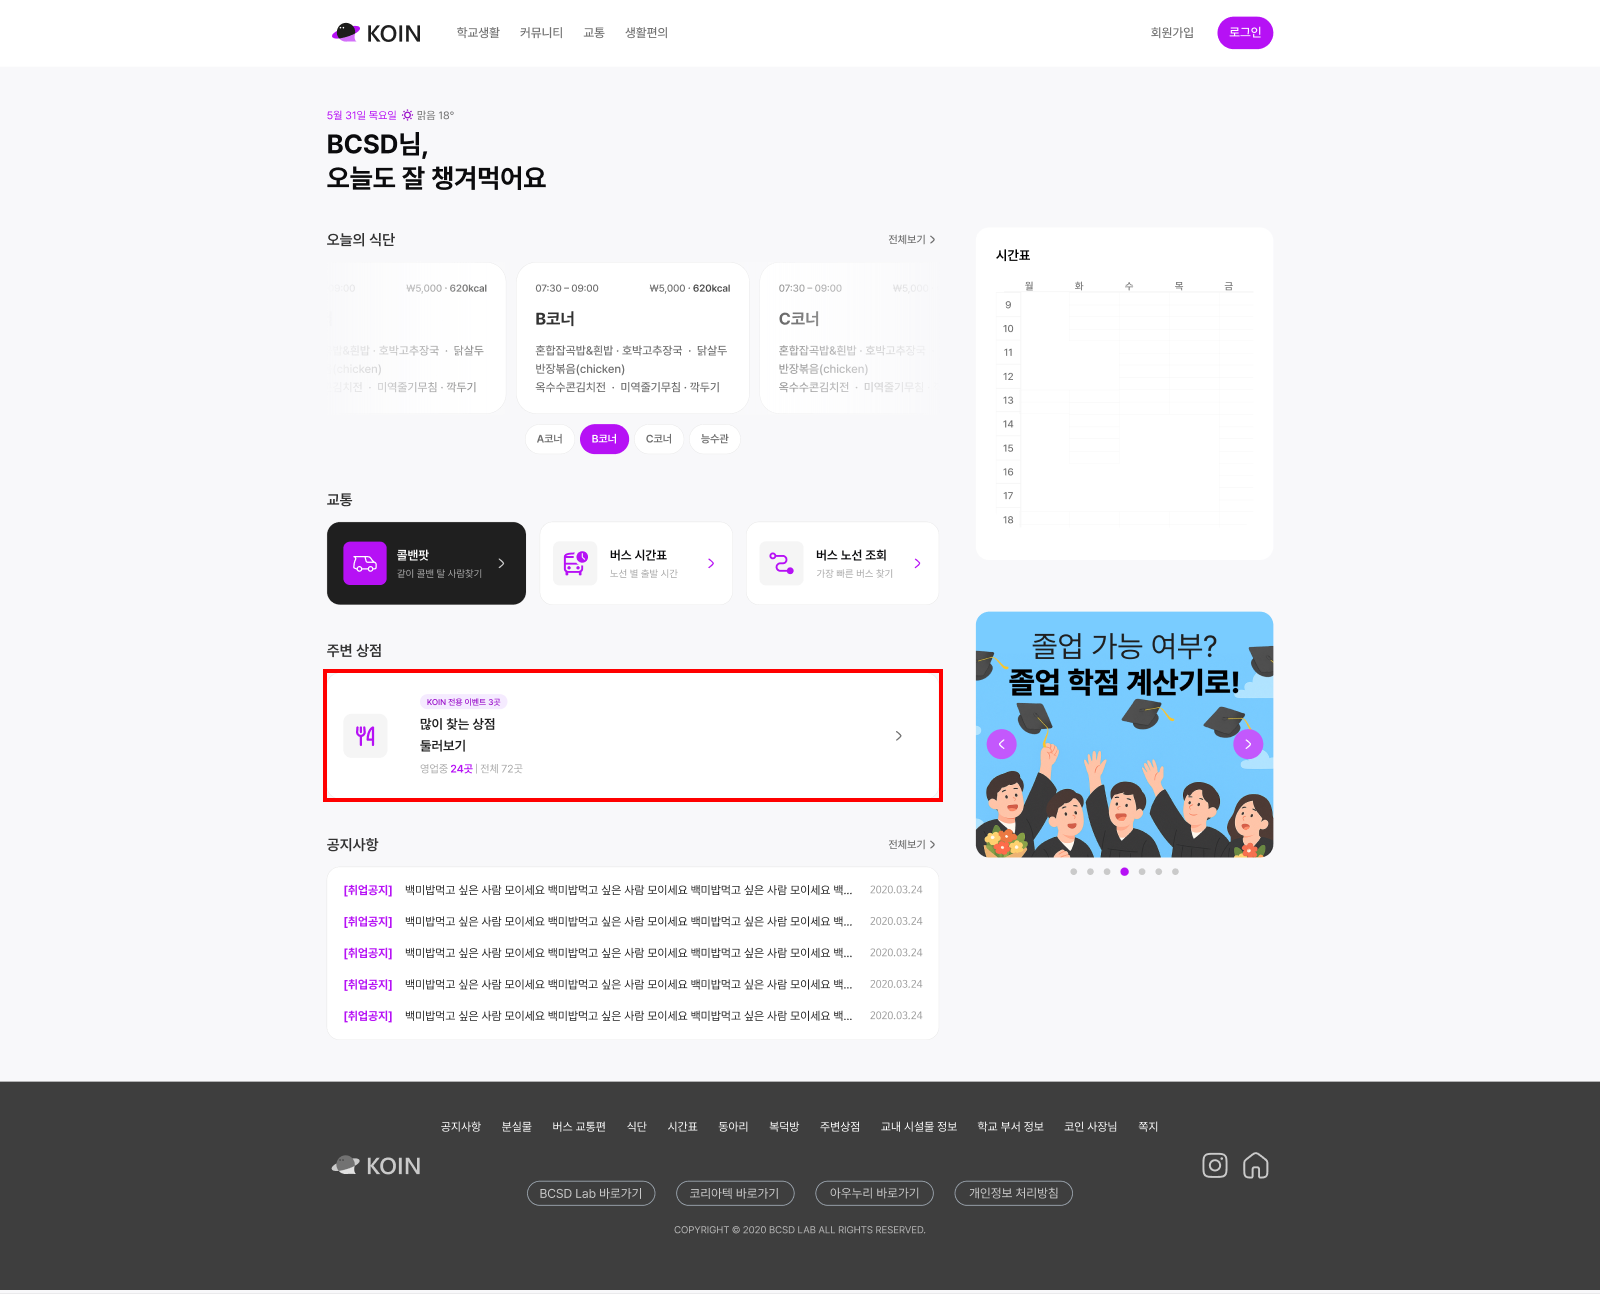 KOIN
학교생활
커뮤니티
교통
생활편의
회원가입
로그인
5월 31일 목요일 맑음 18°
BCSD님,
오늘도 잘 챙겨먹어요
오늘의 식단
전체보기
09:00 ₩5,000 · 620kcal
밥&흰밥 · 호박고추장국 · 닭살두
(chicken)
김치전 · 미역줄기무침 · 깍두기
07:30 – 09:00 ₩5,000 · 620kcal
B코너
혼합잡곡밥&흰밥 · 호박고추장국 · 닭살두
반장볶음(chicken)
옥수수콘김치전 · 미역줄기무침 · 깍두기
07:30 – 09:00 ₩5,000
C코너
혼합잡곡밥&흰밥 · 호박고추장국
반장볶음(chicken)
옥수수콘김치전 · 미역줄기무침
A코너
B코너
C코너
능수관
시간표
월 화 수 목 금
9
10
11
12
13
14
15
16
17
18
교통
콜밴팟
같이 콜밴 탈 사람찾기
버스 시간표
노선 별 출발 시간
버스 노선 조회
가장 빠른 버스 찾기
주변 상점
KOIN 전용 이벤트 3곳
많이 찾는 상점
둘러보기
영업중 24곳 | 전체 72곳
졸업 가능 여부?
졸업 학점 계산기로!
공지사항
전체보기
[취업공지] 백미밥먹고 싶은 사람 모이세요 백미밥먹고 싶은 사람 모이세요 백미밥먹고 싶은 사람 모이세요 백... 2020.03.24
[취업공지] 백미밥먹고 싶은 사람 모이세요 백미밥먹고 싶은 사람 모이세요 백미밥먹고 싶은 사람 모이세요 백... 2020.03.24
[취업공지] 백미밥먹고 싶은 사람 모이세요 백미밥먹고 싶은 사람 모이세요 백미밥먹고 싶은 사람 모이세요 백... 2020.03.24
[취업공지] 백미밥먹고 싶은 사람 모이세요 백미밥먹고 싶은 사람 모이세요 백미밥먹고 싶은 사람 모이세요 백... 2020.03.24
[취업공지] 백미밥먹고 싶은 사람 모이세요 백미밥먹고 싶은 사람 모이세요 백미밥먹고 싶은 사람 모이세요 백... 2020.03.24
공지사항 분실물 버스 교통편 식단 시간표 동아리 복덕방 주변상점 교내 시설물 정보 학교 부서 정보 코인 사장님 쪽지
KOIN
BCSD Lab 바로가기
코리아텍 바로가기
아우누리 바로가기
개인정보 처리방침
COPYRIGHT © 2020 BCSD LAB ALL RIGHTS RESERVED.